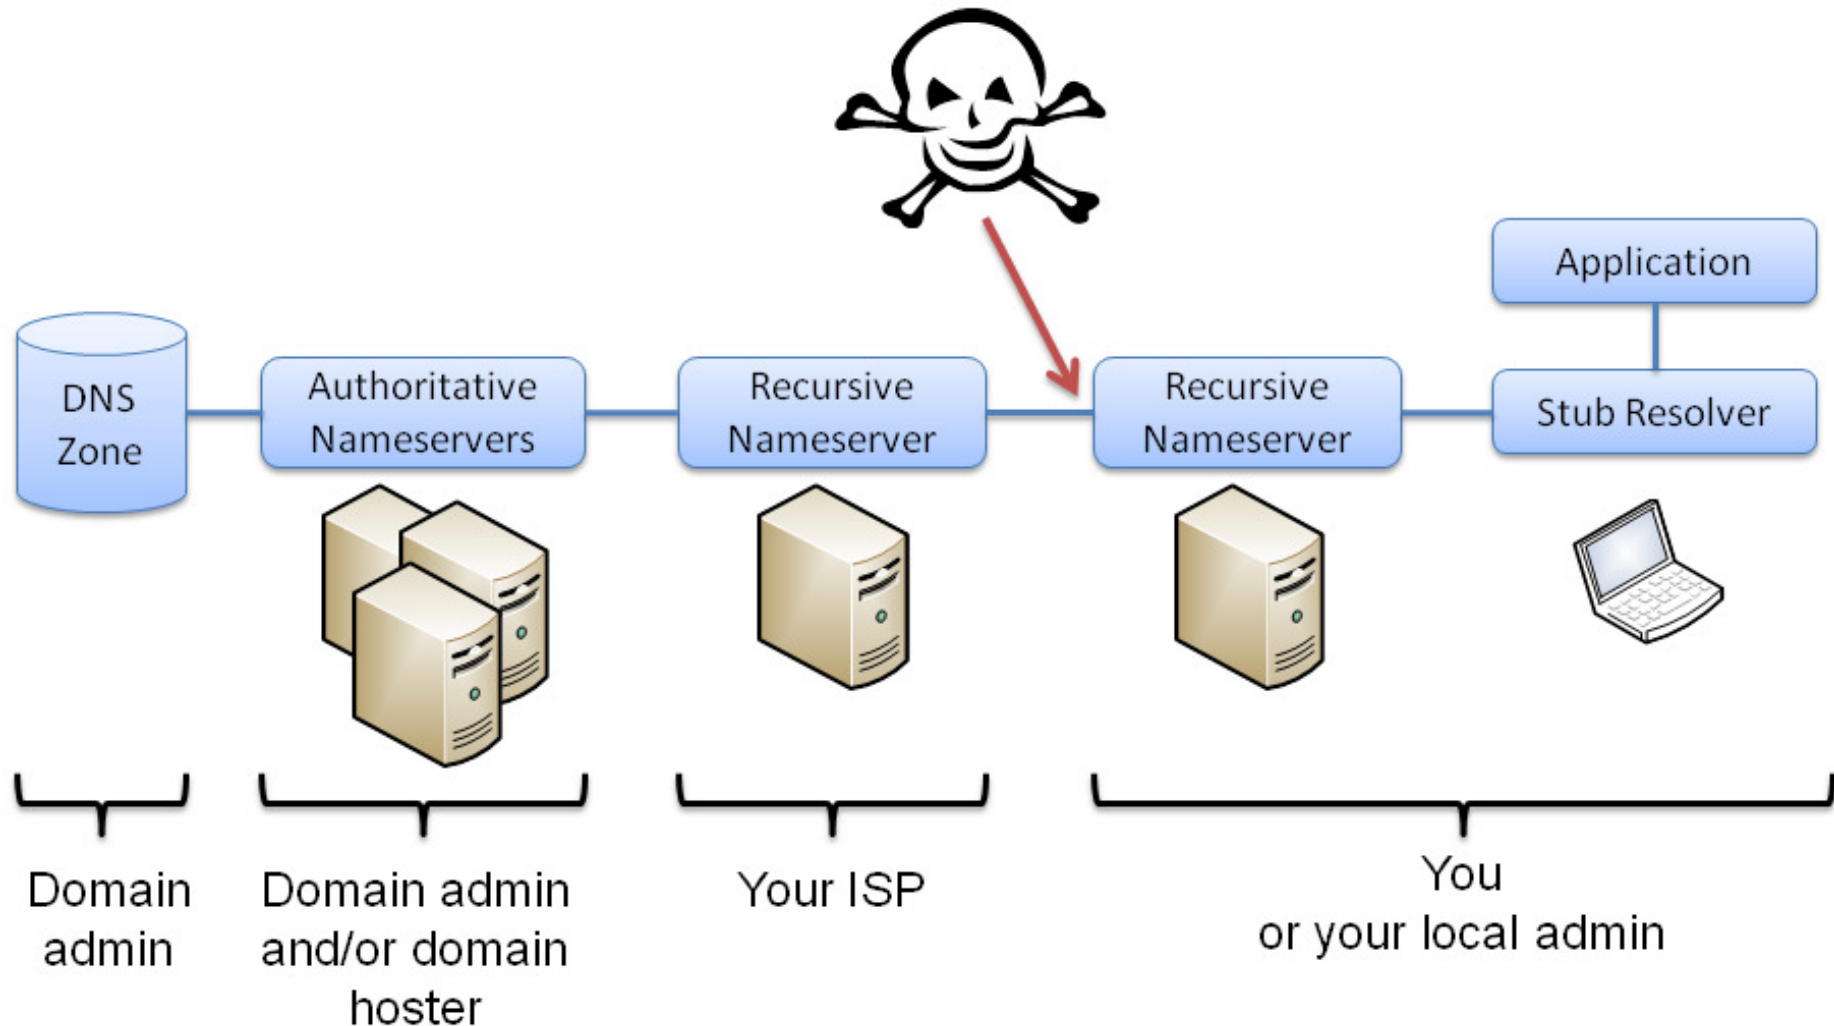 Application
DNS
Zone
Authoritative
Nameservers
Recursive
Nameserver
Recursive
Nameserver
Stub Resolver
Domain
admin
Domain admin
and/or domain
hoster
Your ISP
You
or your local admin